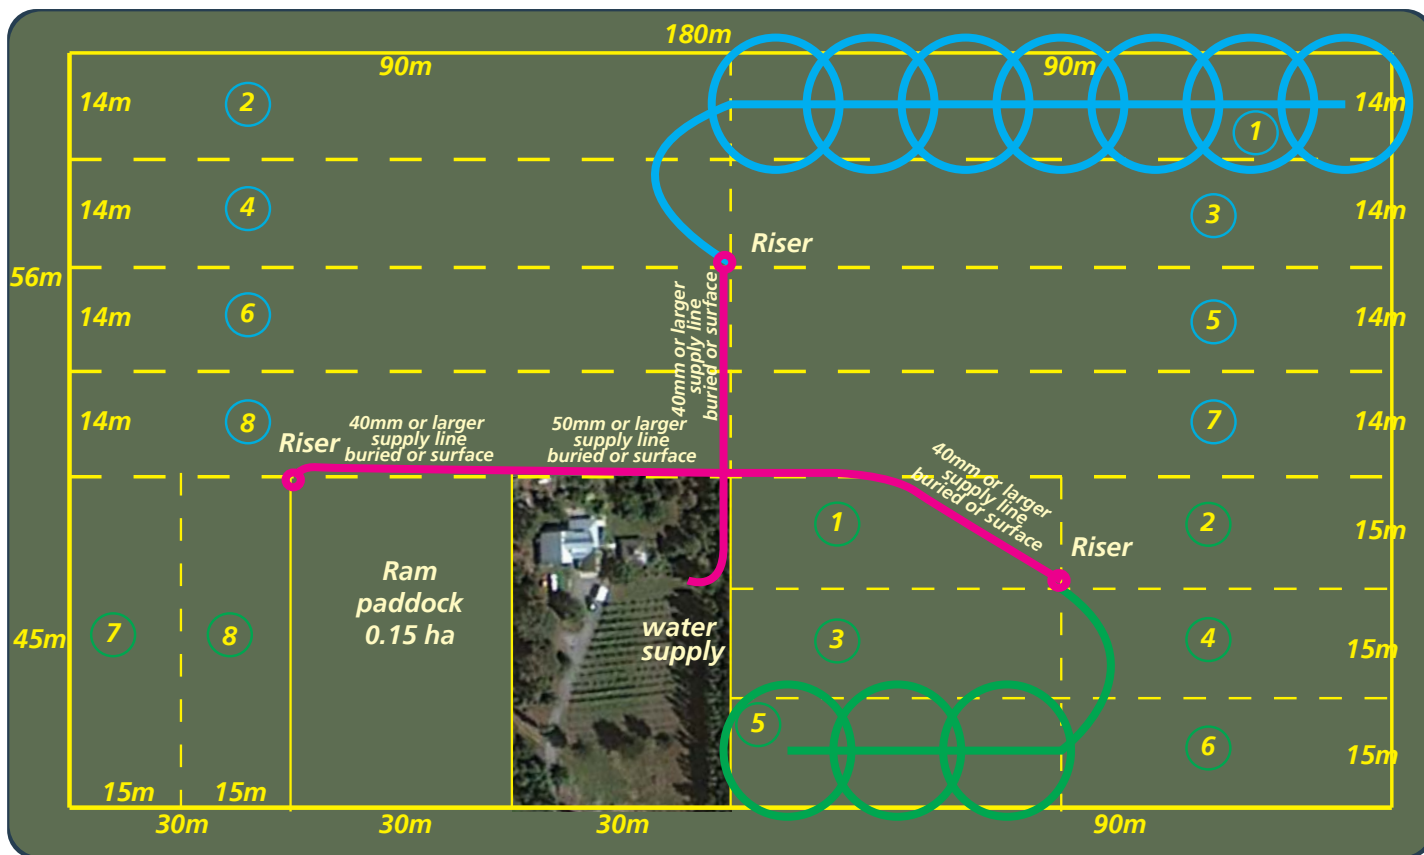 180m
90m
90m
14m
2
14m
1
14m
4
3
14m
Riser
56m
40mm or larger
supply line
buried or surface
14m
6
5
14m
14m
8
7
14m
Riser
40mm or larger
supply line
buried or surface
50mm or larger
supply line
buried or surface
40mm or larger
supply line
buried or surface
1
2
15m
Riser
Ram
paddock
0.15 ha
45m
7
8
water
supply
3
4
15m
5
6
15m
15m
15m
30m
30m
30m
90m